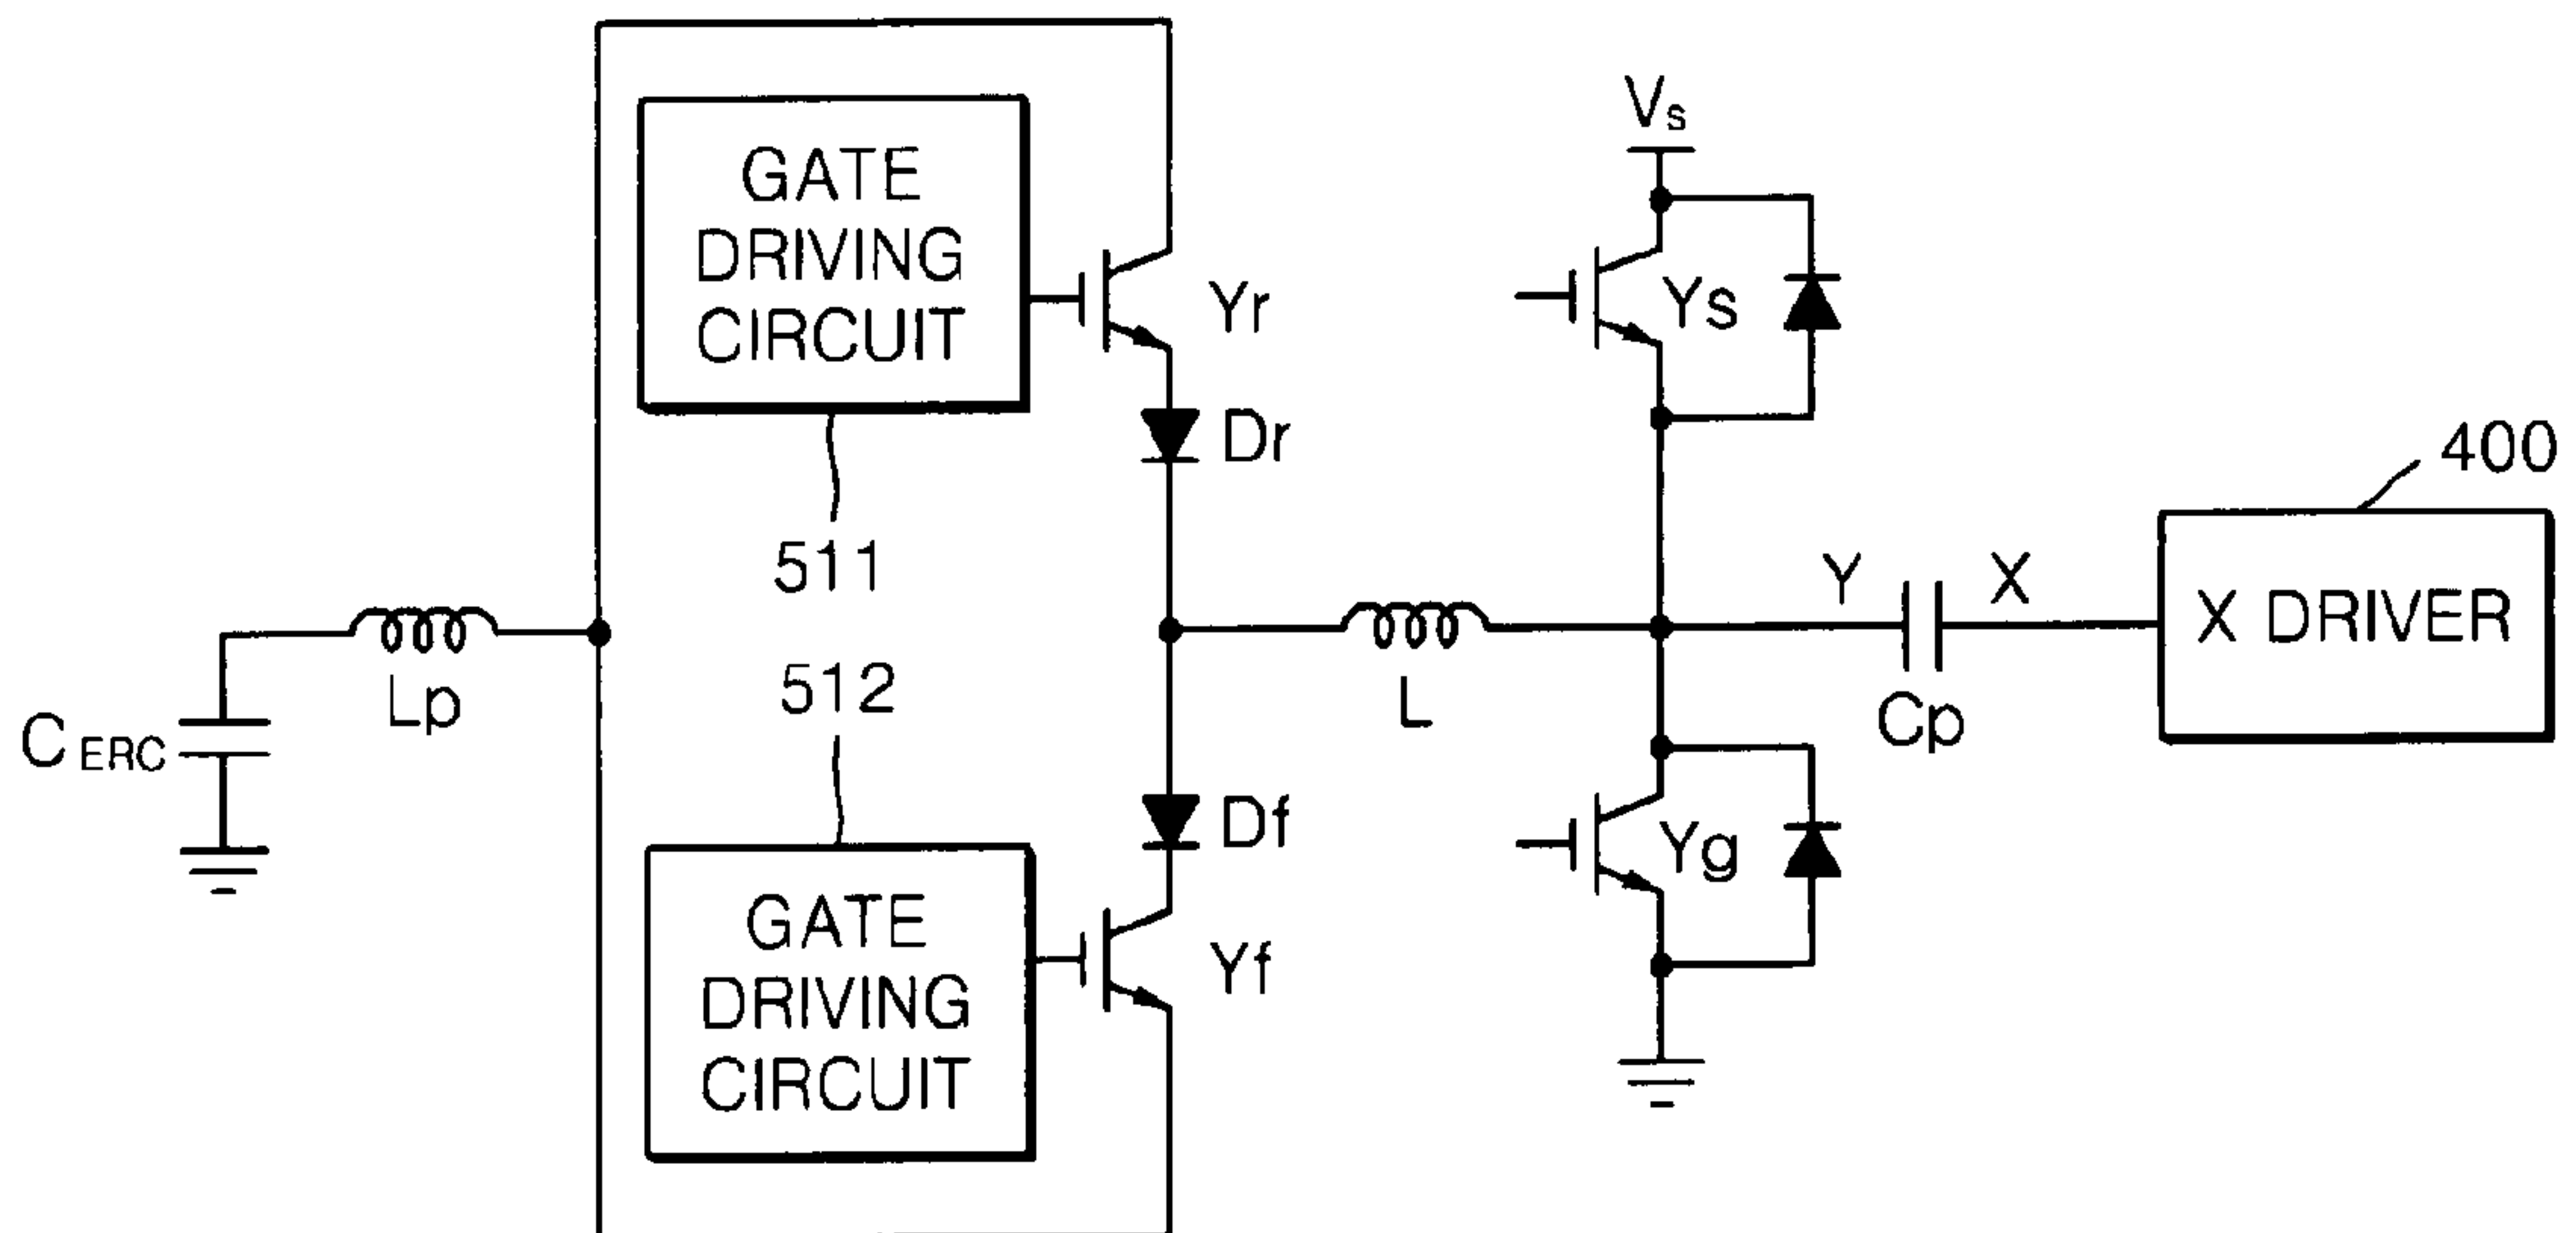 GATE
DRIVING
CIRCUIT
511
Yr
Dr
Vs
Ys
400
X DRIVER
Y
X
Cp
L
Lp
CERC
512
Df
GATE
DRIVING
CIRCUIT
Yf
Yg